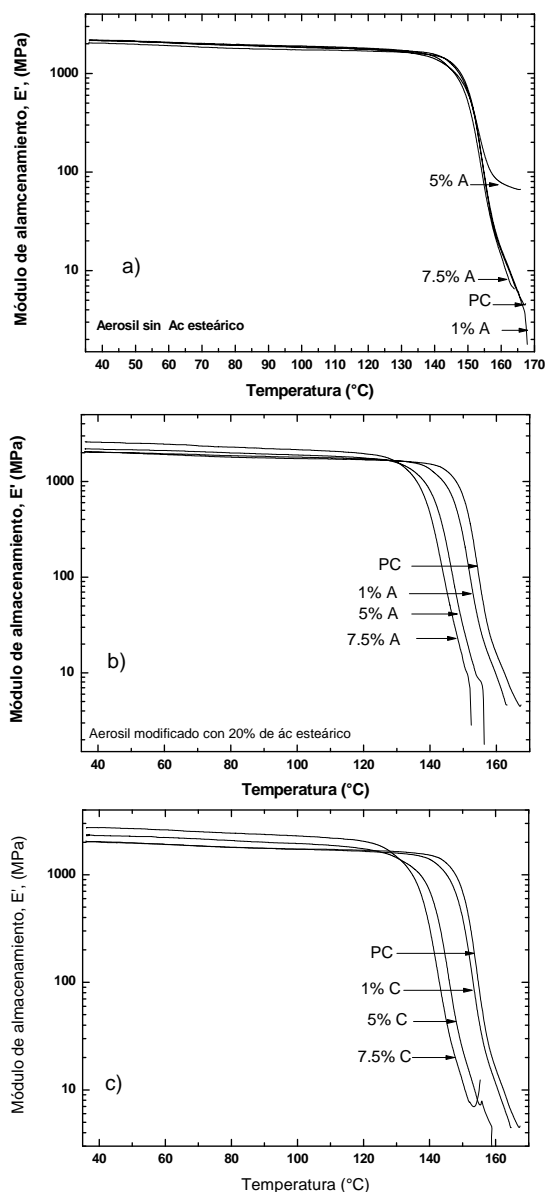 Módulo de alamcenamiento, E', (MPa)
1000
100
10
5% A
7.5% A
PC
1% A
a)
Aerosil sin Ac esteárico
40 50 60 70 80 90 100 110 120 130 140 150 160 170
Temperatura (°C)
Módulo de almacenamiento, E' (MPa)
1000
100
10
PC
1% A
5% A
7.5% A
b)
Aerosil modificado con 20% de ác esteárico
40 60 80 100 120 140 160
Temperatura (°C)
Módulo de almacenamiento, E', (MPa)
1000
100
10
PC
1% C
5% C
7.5% C
c)
40 60 80 100 120 140 160
Temperatura (°C)